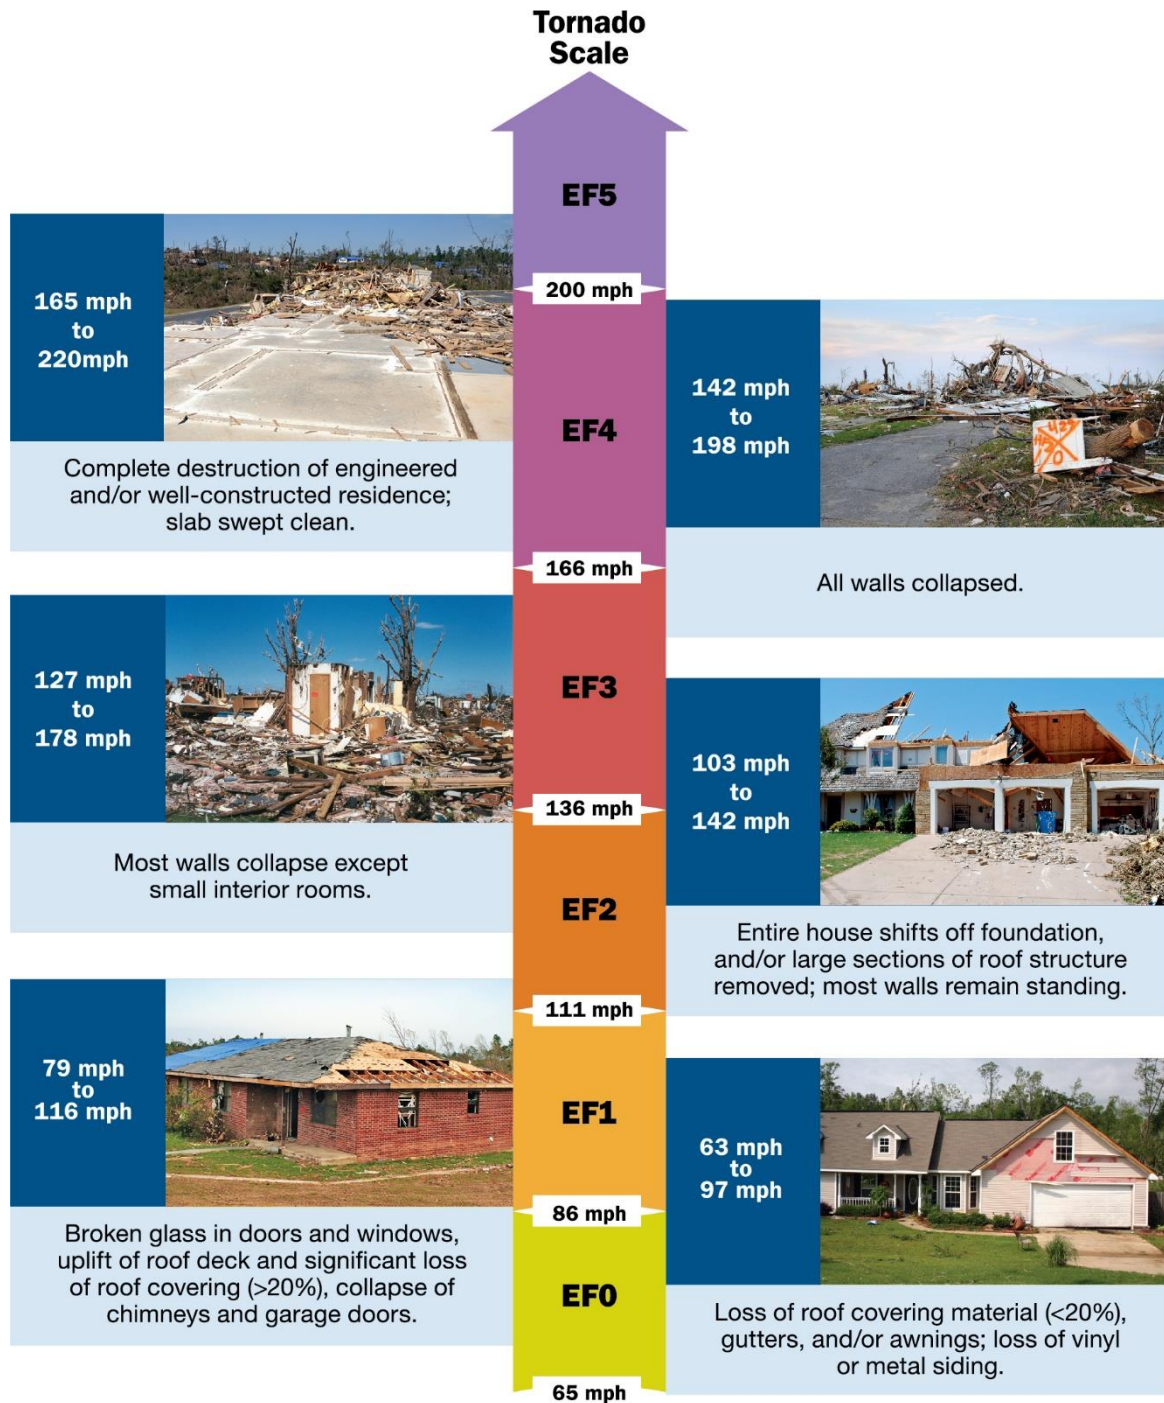 Tornado
Scale
EF5
200 mph
165 mph
to
220mph
Complete destruction of engineered
and/or well-constructed residence;
slab swept clean.
EF4
142 mph
to
198 mph
All walls collapsed.
166 mph
127 mph
to
178 mph
Most walls collapse except
small interior rooms.
EF3
136 mph
103 mph
to
142 mph
Entire house shifts off foundation,
and/or large sections of roof structure
removed; most walls remain standing.
EF2
111 mph
79 mph
to
116 mph
Broken glass in doors and windows,
uplift of roof deck and significant loss
of roof covering (>20%), collapse of
chimneys and garage doors.
EF1
86 mph
63 mph
to
97 mph
Loss of roof covering material (<20%),
gutters, and/or awnings; loss of vinyl
or metal siding.
EF0
65 mph